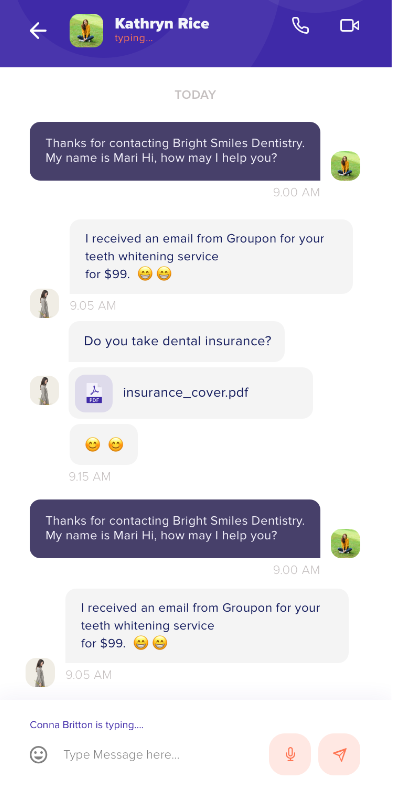 Kathryn Rice
typing...
TODAY
Thanks for contacting Bright Smiles Dentistry.
My name is Mari Hi, how may I help you?
9.00 AM
I received an email from Groupon for your
teeth whitening service
for $99. 😁😁
9.05 AM
Do you take dental insurance?
PDF
insurance_cover.pdf
😊 😊
9.15 AM
Thanks for contacting Bright Smiles Dentistry.
My name is Mari Hi, how may I help you?
9.00 AM
I received an email from Groupon for your
teeth whitening service
for $99. 😁😁
9.05 AM
Conna Britton is typing....
Type Message here...